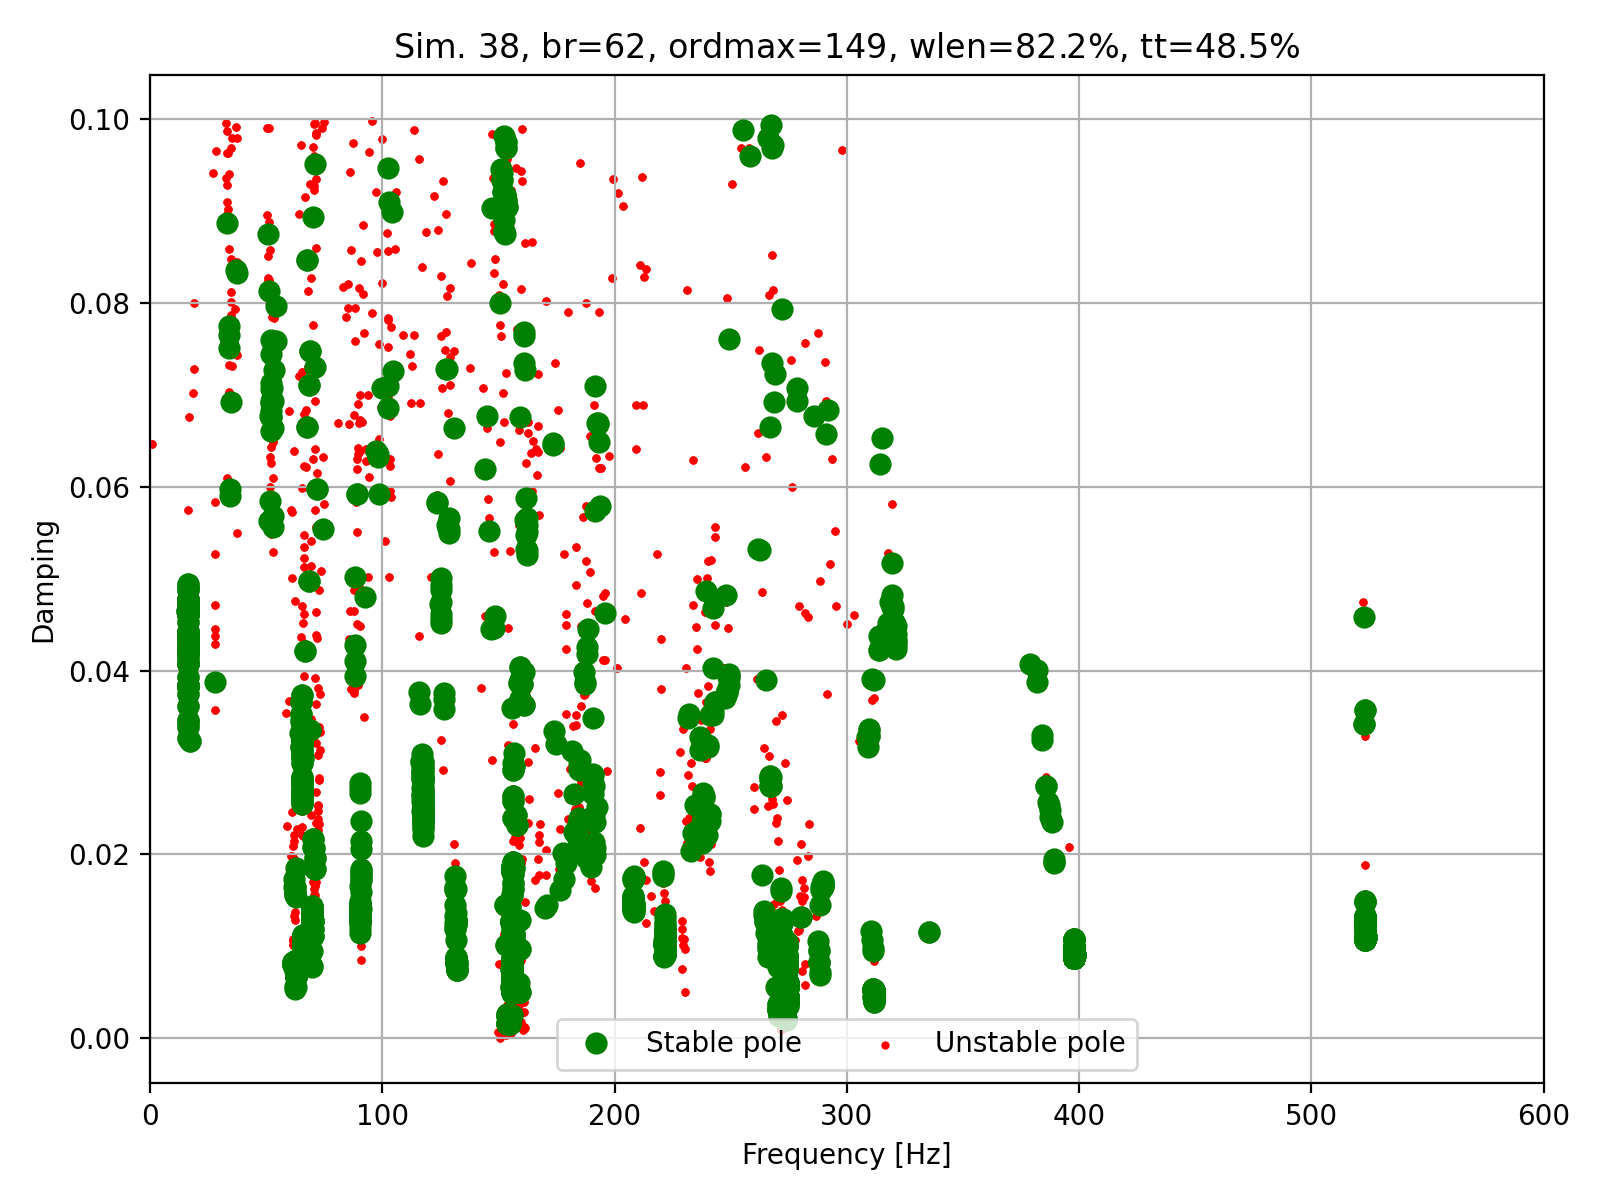 Sim. 38, br=62, ordmax=149, wlen=82.2%, tt=48.5%
0.10
0.08
0.06
0.04
0.02
0.00
Damping
Stable pole
Unstable pole
0
100
200
300
400
500
600
Frequency [Hz]